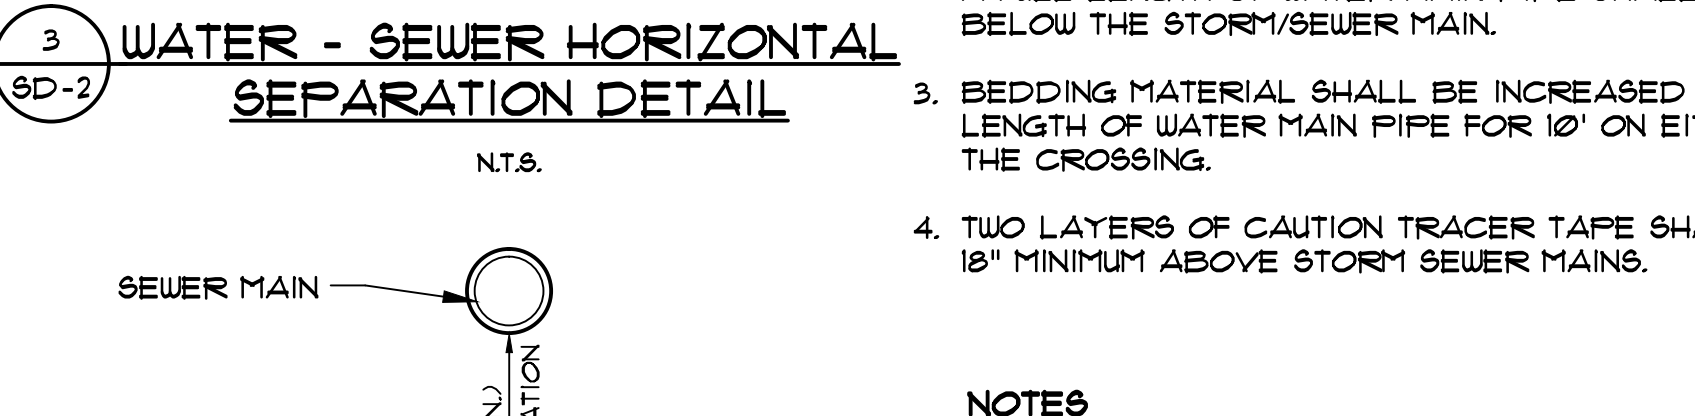 3
SD-2
WATER - SEWER HORIZONTAL
SEPARATION DETAIL
N.T.S.
SEWER MAIN
BELOW THE STORM/SEWER MAIN.
3. BEDDING MATERIAL SHALL BE INCREASED
LENGTH OF WATER MAIN PIPE FOR 10' ON
THE CROSSING.
4. TWO LAYERS OF CAUTION TRACER TAPE
18" MINIMUM ABOVE STORM SEWER MAINS.
NOTES